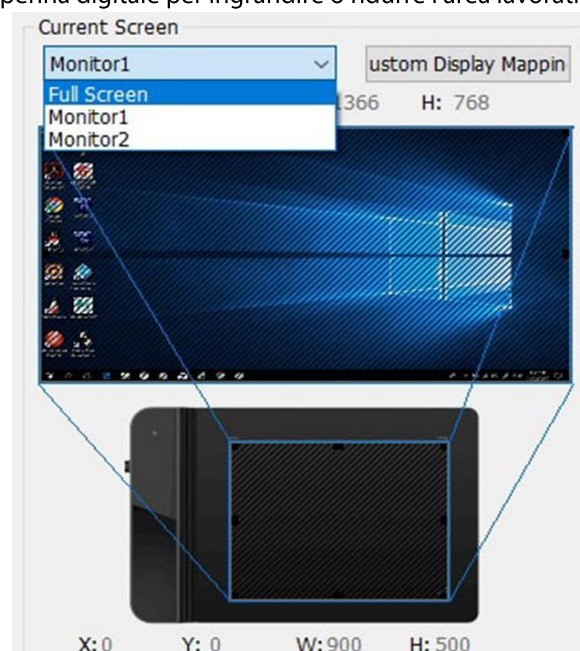 penna digitale per ingrandire o ridurre l'area lavorati
Current Screen
Monitor1 ustom Display Mappin
Full Screen 1366 H: 768
Monitor1
Monitor2
X: 0 Y: 0 W: 900 H: 500